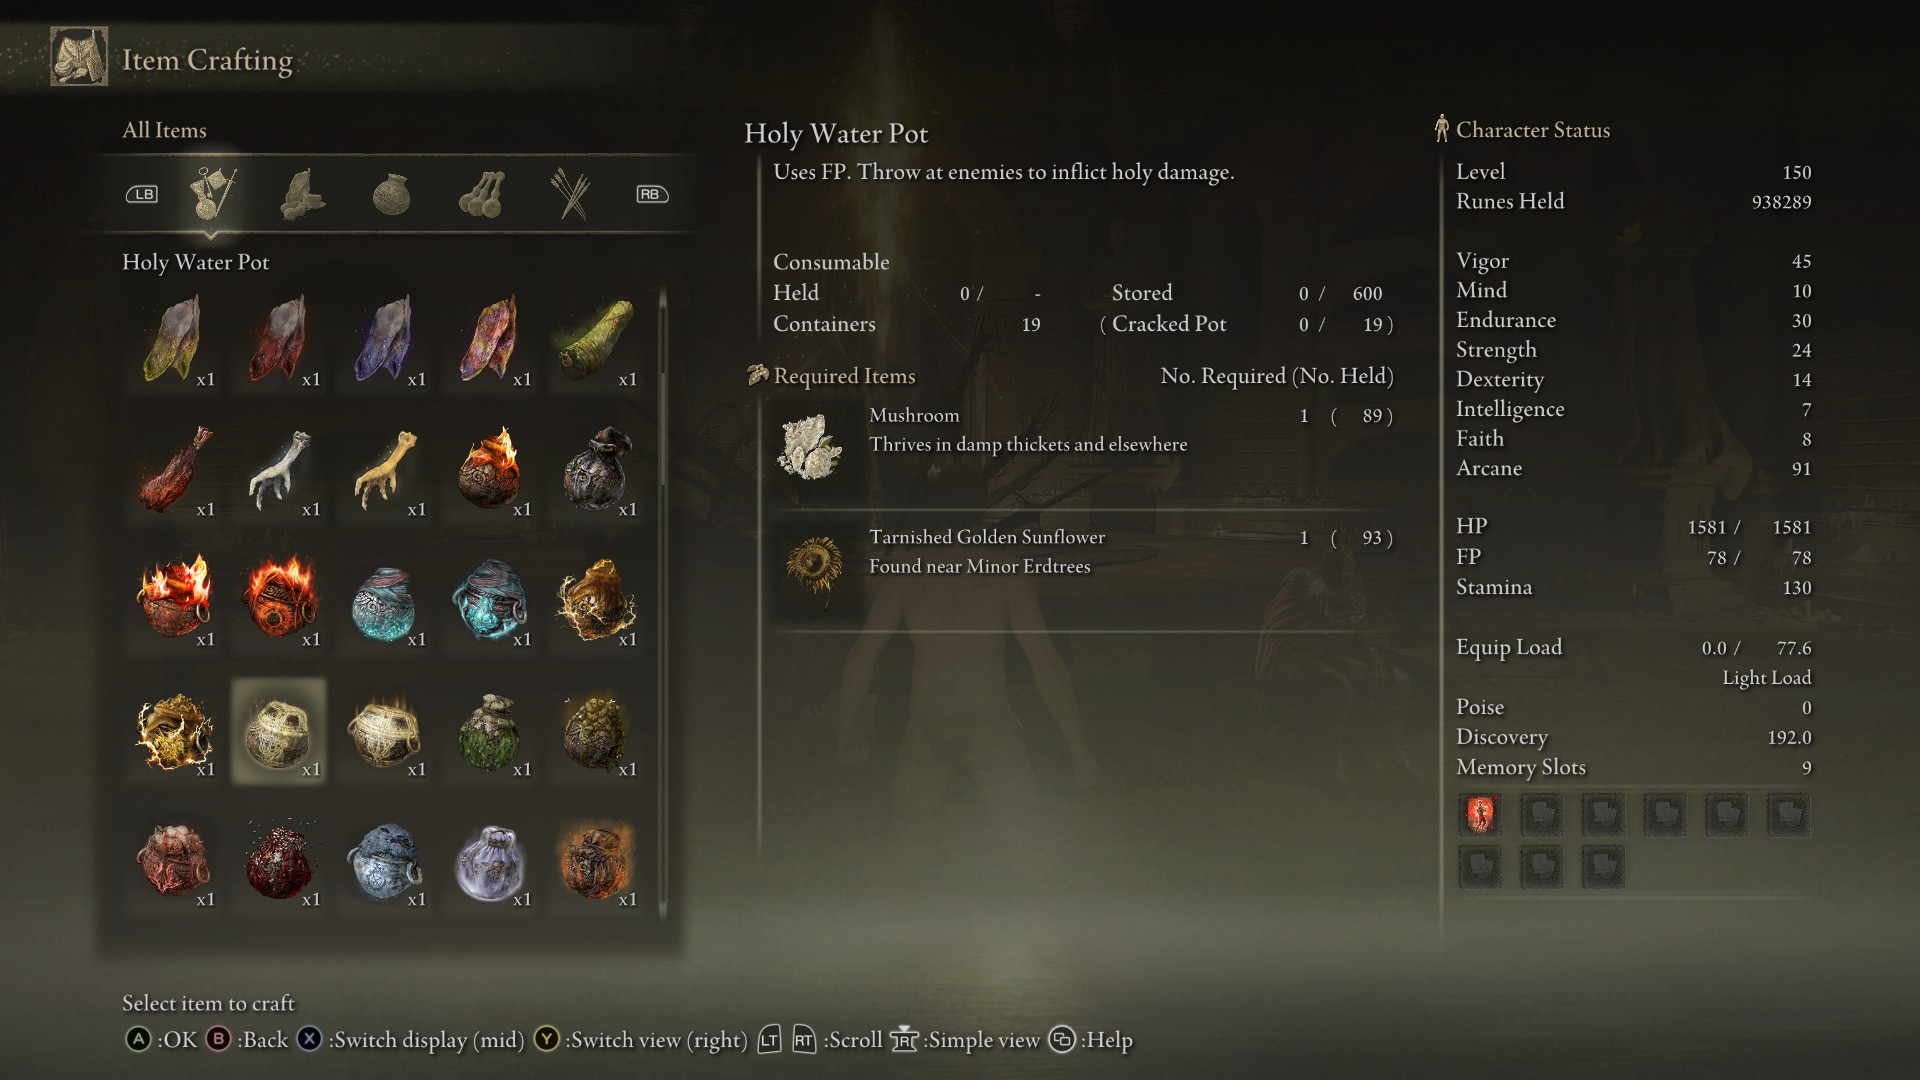 Item Crafting
All Items
LB
RB
Holy Water Pot
x1 x1 x1 x1 x1
x1 x1 x1 x1 x1
x1 x1 x1 x1 x1
x1 x1 x1 x1 x1
x1 x1 x1 x1 x1
Holy Water Pot
Uses FP. Throw at enemies to inflict holy damage.
Consumable
Held 0 / - Stored 0 / 600
Containers 19 ( Cracked Pot 0 / 19 )
Required Items No. Required (No. Held)
Mushroom 1 ( 89 )
Thrives in damp thickets and elsewhere
Tarnished Golden Sunflower 1 ( 93 )
Found near Minor Erdtrees
Character Status
Level 150
Runes Held 938289
Vigor 45
Mind 10
Endurance 30
Strength 24
Dexterity 14
Intelligence 7
Faith 8
Arcane 91
HP 1581 / 1581
FP 78 / 78
Stamina 130
Equip Load 0.0 / 77.6
Light Load
Poise 0
Discovery 192.0
Memory Slots 9
Select item to craft
A :OK B :Back X :Switch display (mid) Y :Switch view (right) LT RT :Scroll R :Simple view :Help